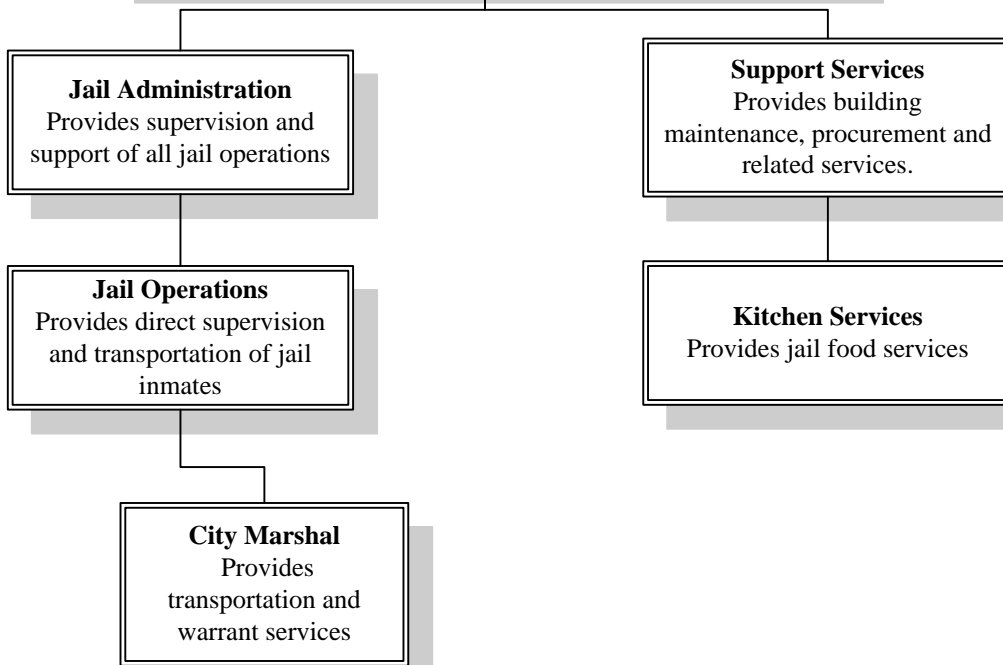 Jail Administration
Provides supervision and
support of all jail operations
Support Services
Provides building
maintenance, procurement and
related services.
Jail Operations
Provides direct supervision
and transportation of jail
inmates
Kitchen Services
Provides jail food services
City Marshal
Provides
transportation and
warrant services